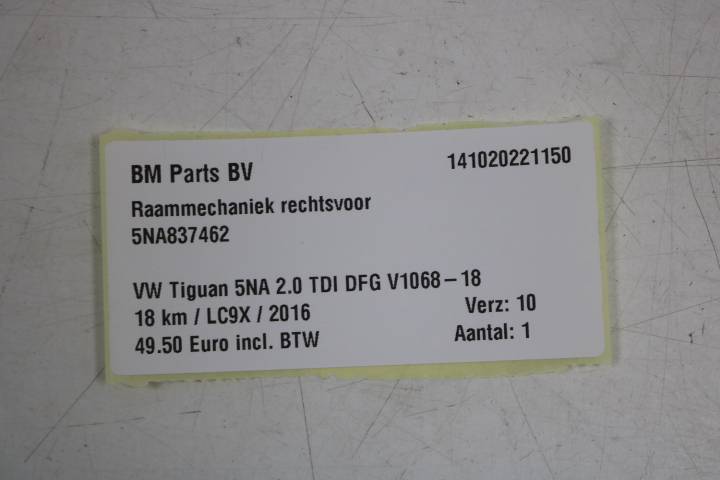 BM Parts BV 141020221150
Raammechaniek rechtsvoor
5NA837462
VW Tiguan 5NA 2.0 TDI DFG V1068-18
18 km / LC9X / 2016 Verz: 10
49.50 Euro incl. BTW Aantal: 1